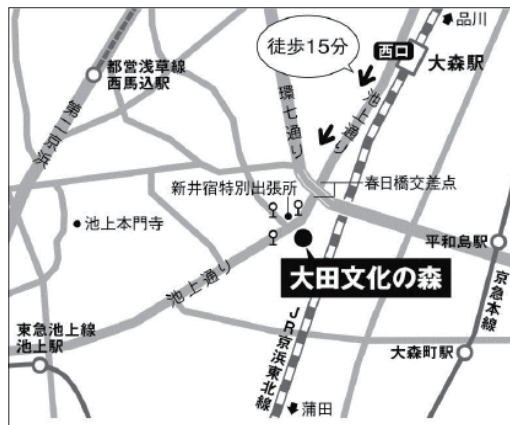 品川
徒歩15分
西口
大森駅
都営浅草線
西馬込駅
第二京浜
環七通り
池上通り
新井宿特別出張所
春日橋交差点
池上本門寺
平和島駅
大田文化の森
池上通り
京急本線
東急池上線
池上駅
JR京浜東北線
大森町駅
蒲田